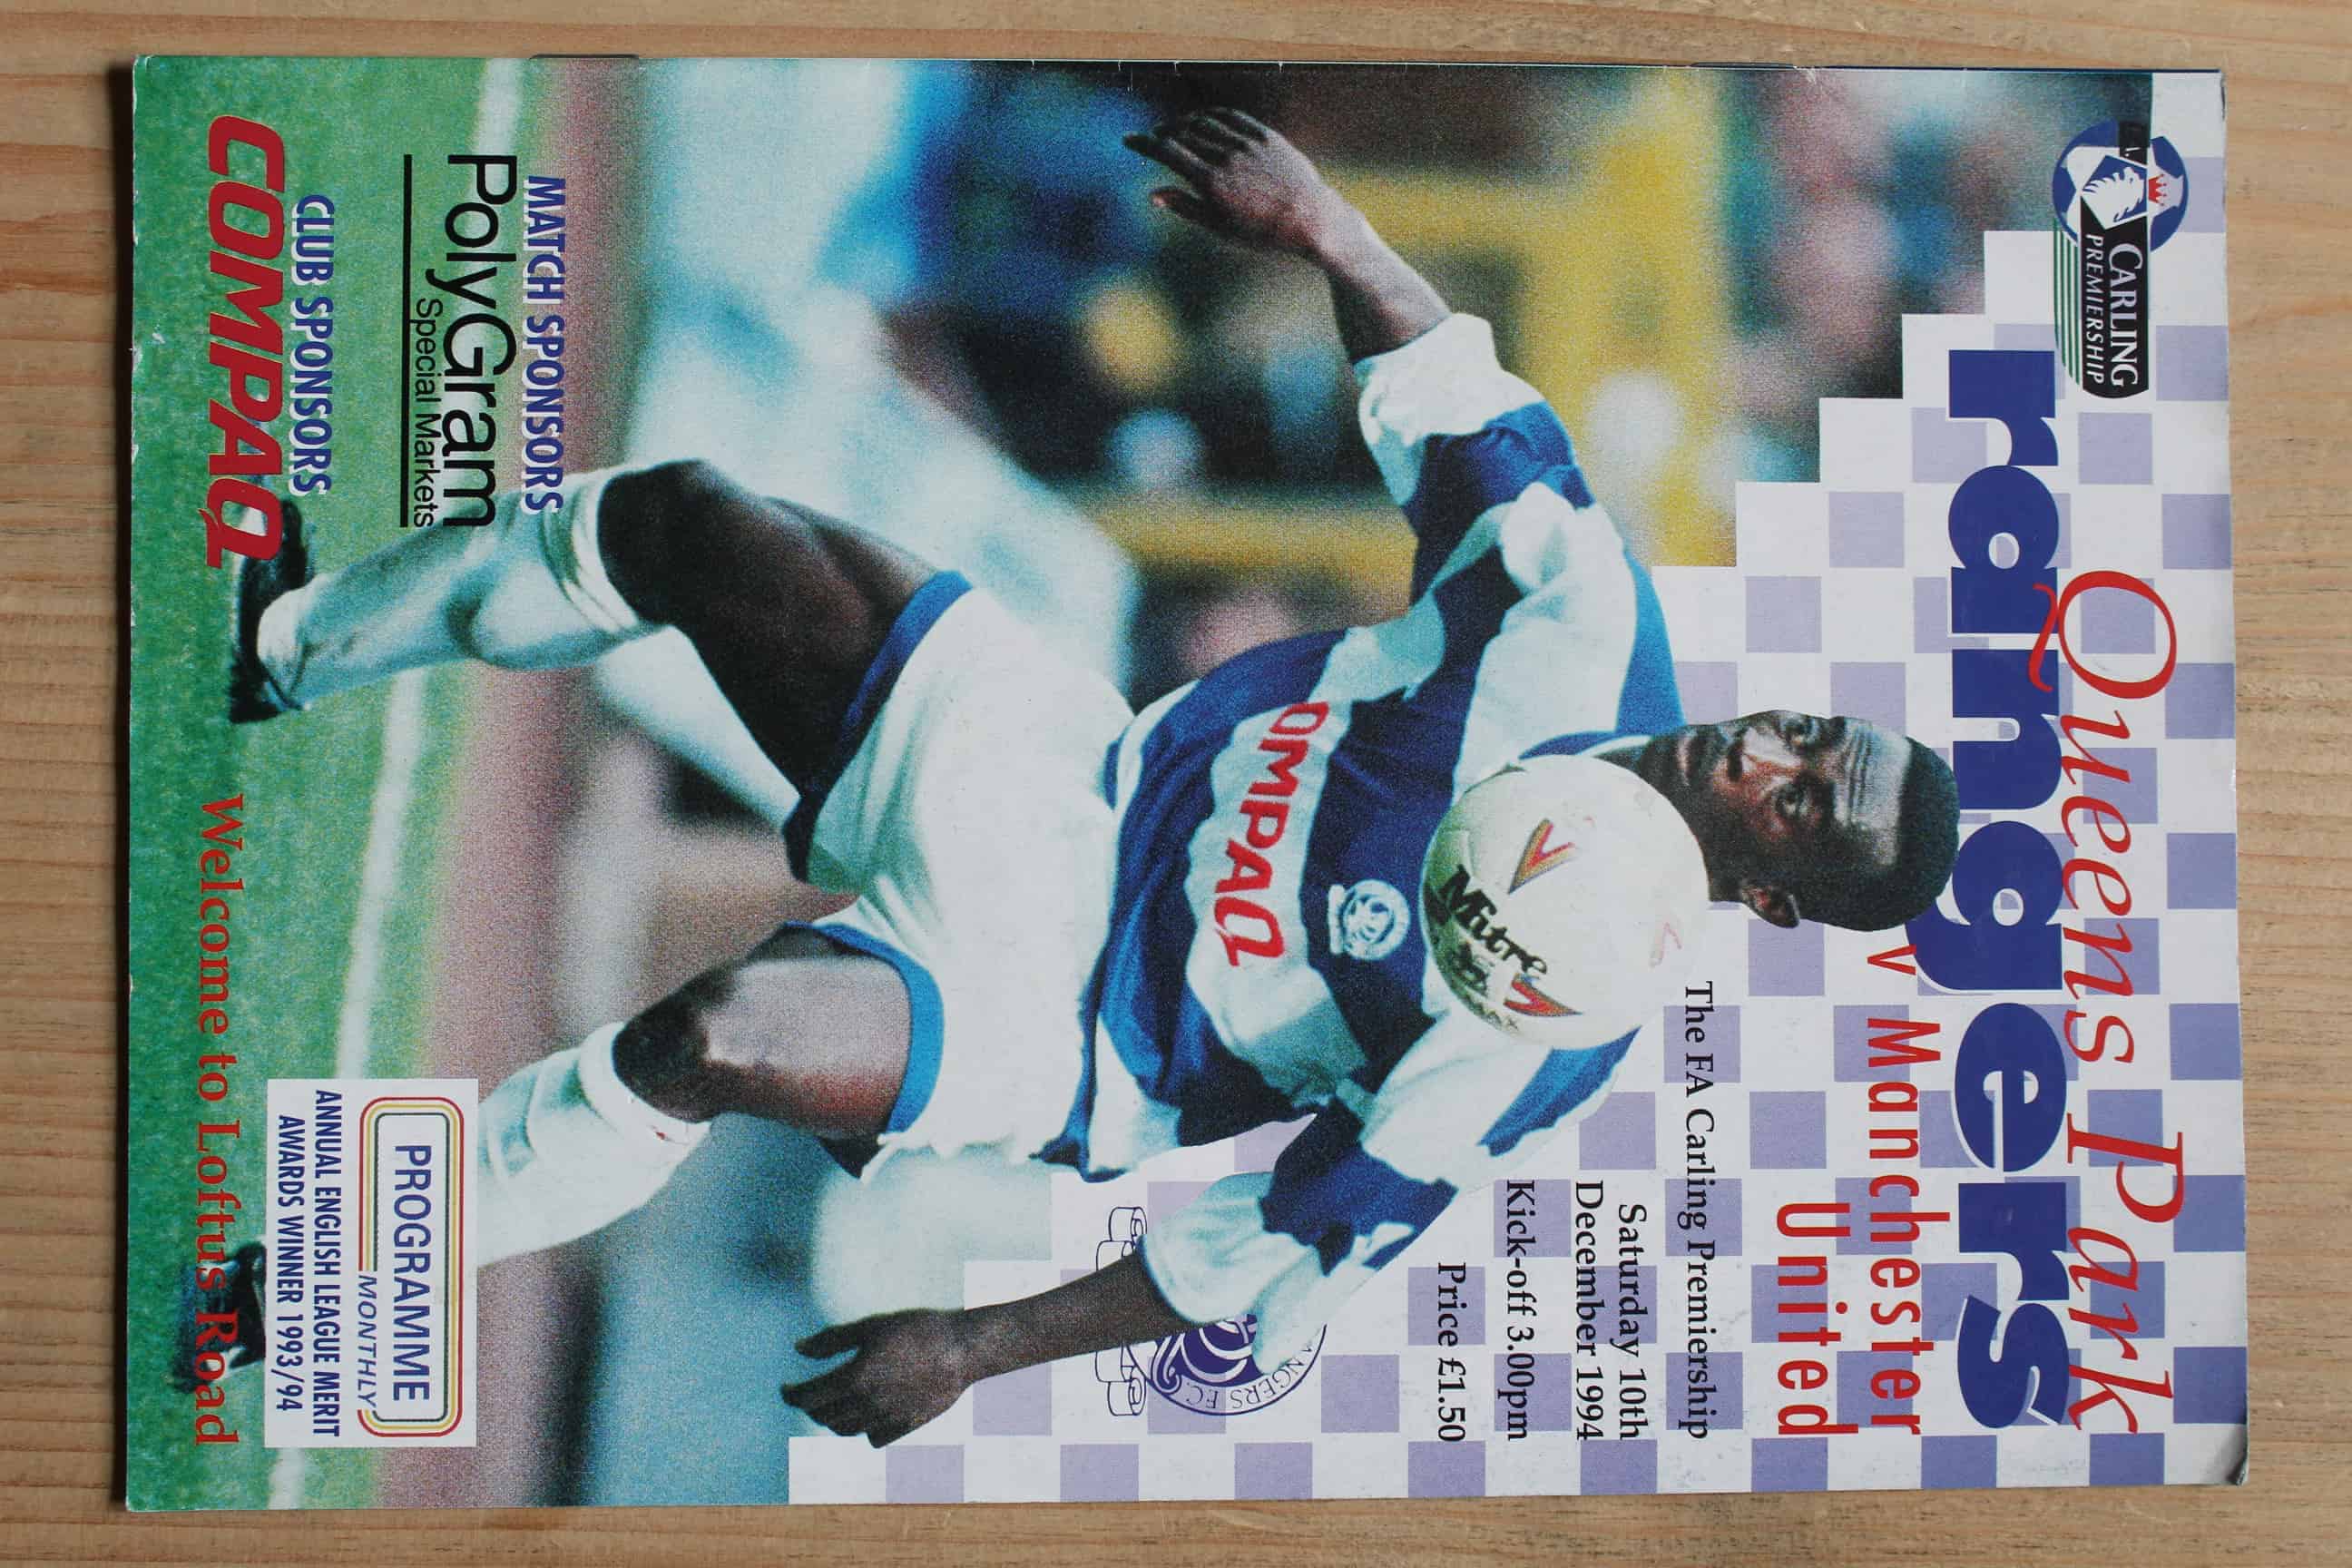 CARLING
PREMIERSHIP
Queens Park
rangers
v Manchester
United
The FA Carling Premiership
Saturday 10th
December 1994
Kick-off 3.00pm
Price £1.50
Mitre
OMPAQ
ANGERS F.C.
MATCH SPONSORS
PolyGram
Special Markets
CLUB SPONSORS
COMPAQ
PROGRAMME
MONTHLY
ANNUAL ENGLISH LEAGUE MERIT
AWARDS WINNER 1993/94
Welcome to Loftus Road